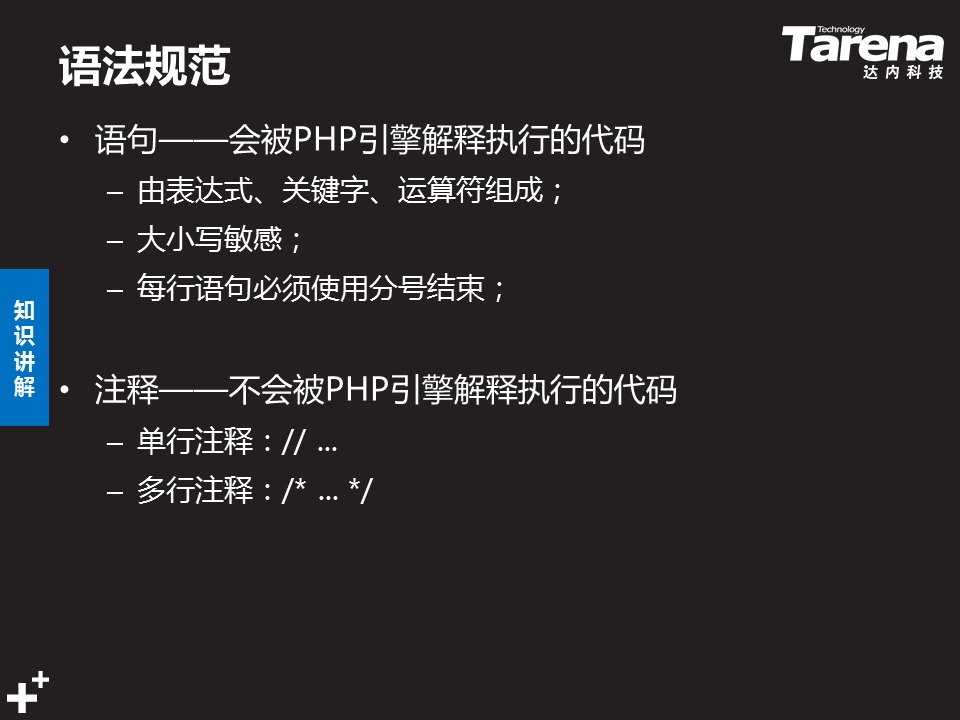 语法规范
Technology
Tarena
达内科技
• 语句——会被PHP引擎解释执行的代码
– 由表达式、关键字、运算符组成；
– 大小写敏感；
– 每行语句必须使用分号结束；
知识讲解
• 注释——不会被PHP引擎解释执行的代码
– 单行注释：// ...
– 多行注释：/* ... */